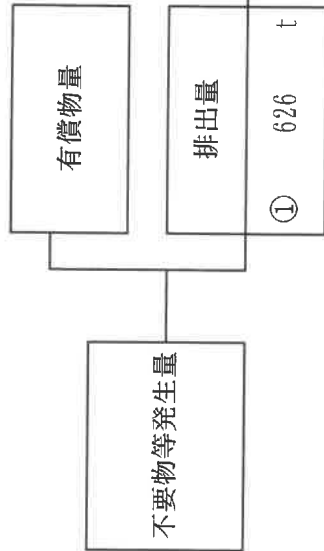 有償物量
不要物等発生量
排出量
① 626 t